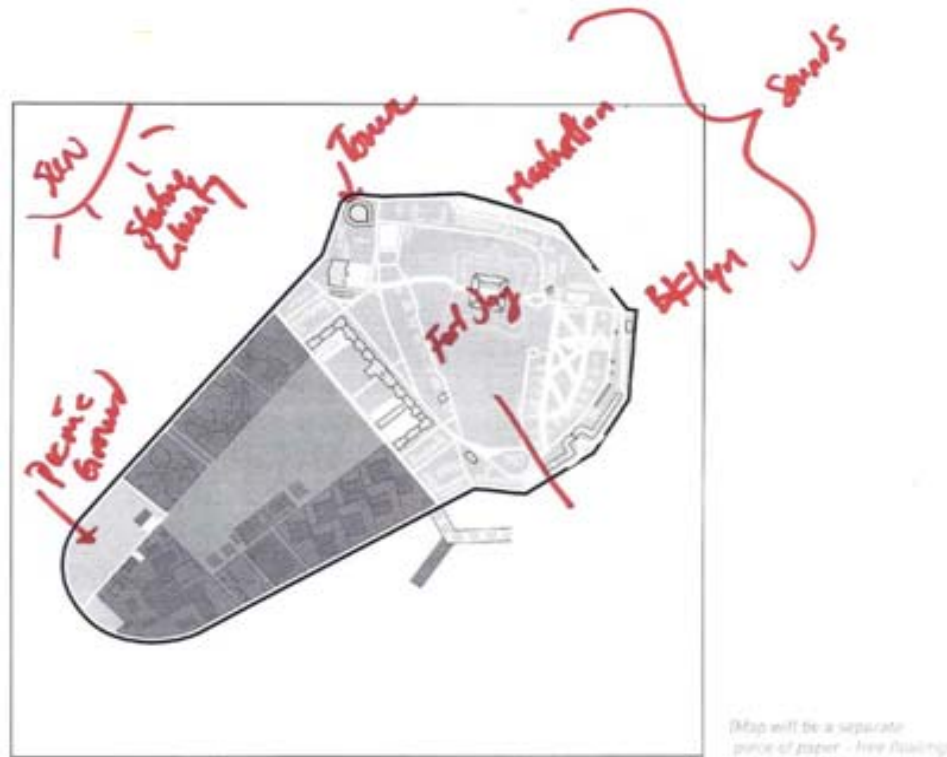 Sounds
Tower
Manhattan
SUN
Statue
Liberty
Bklyn
Fort Jay
Picnic
Ground
(Map will be a separate
piece of paper - free floating